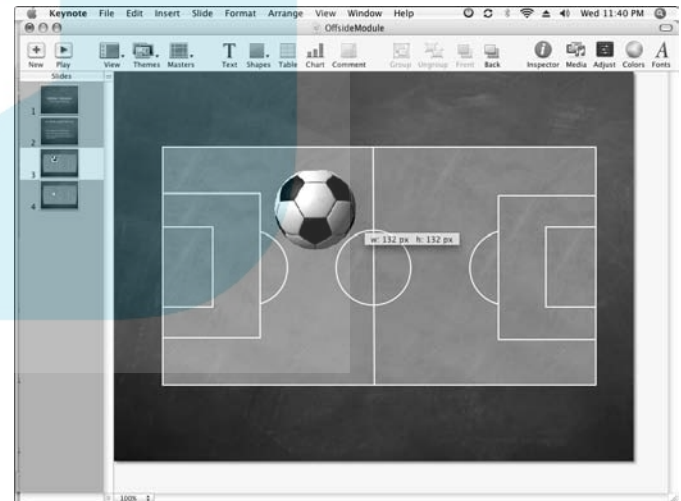 Keynote File Edit Insert Slide Format Arrange View Window Help Wed 11:40 PM
OffsideModule
New Play View Themes Masters Text Shapes Table Chart Comment Group Ungroup Front Back Inspector Media Adjust Colors Fonts
Slides
1
2
3
4
w: 132 px h: 132 px
100%